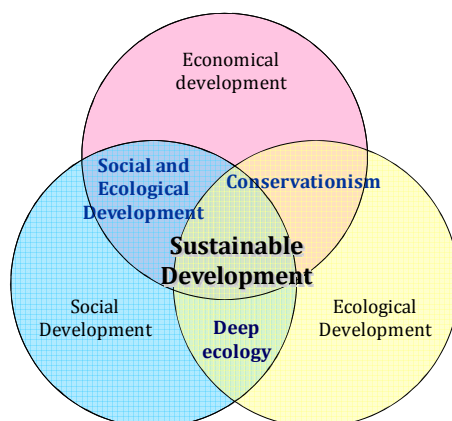 Economical
development
Social and
Ecological
Development
Conservationism
Sustainable
Development
Social
Development
Deep
ecology
Ecological
Development